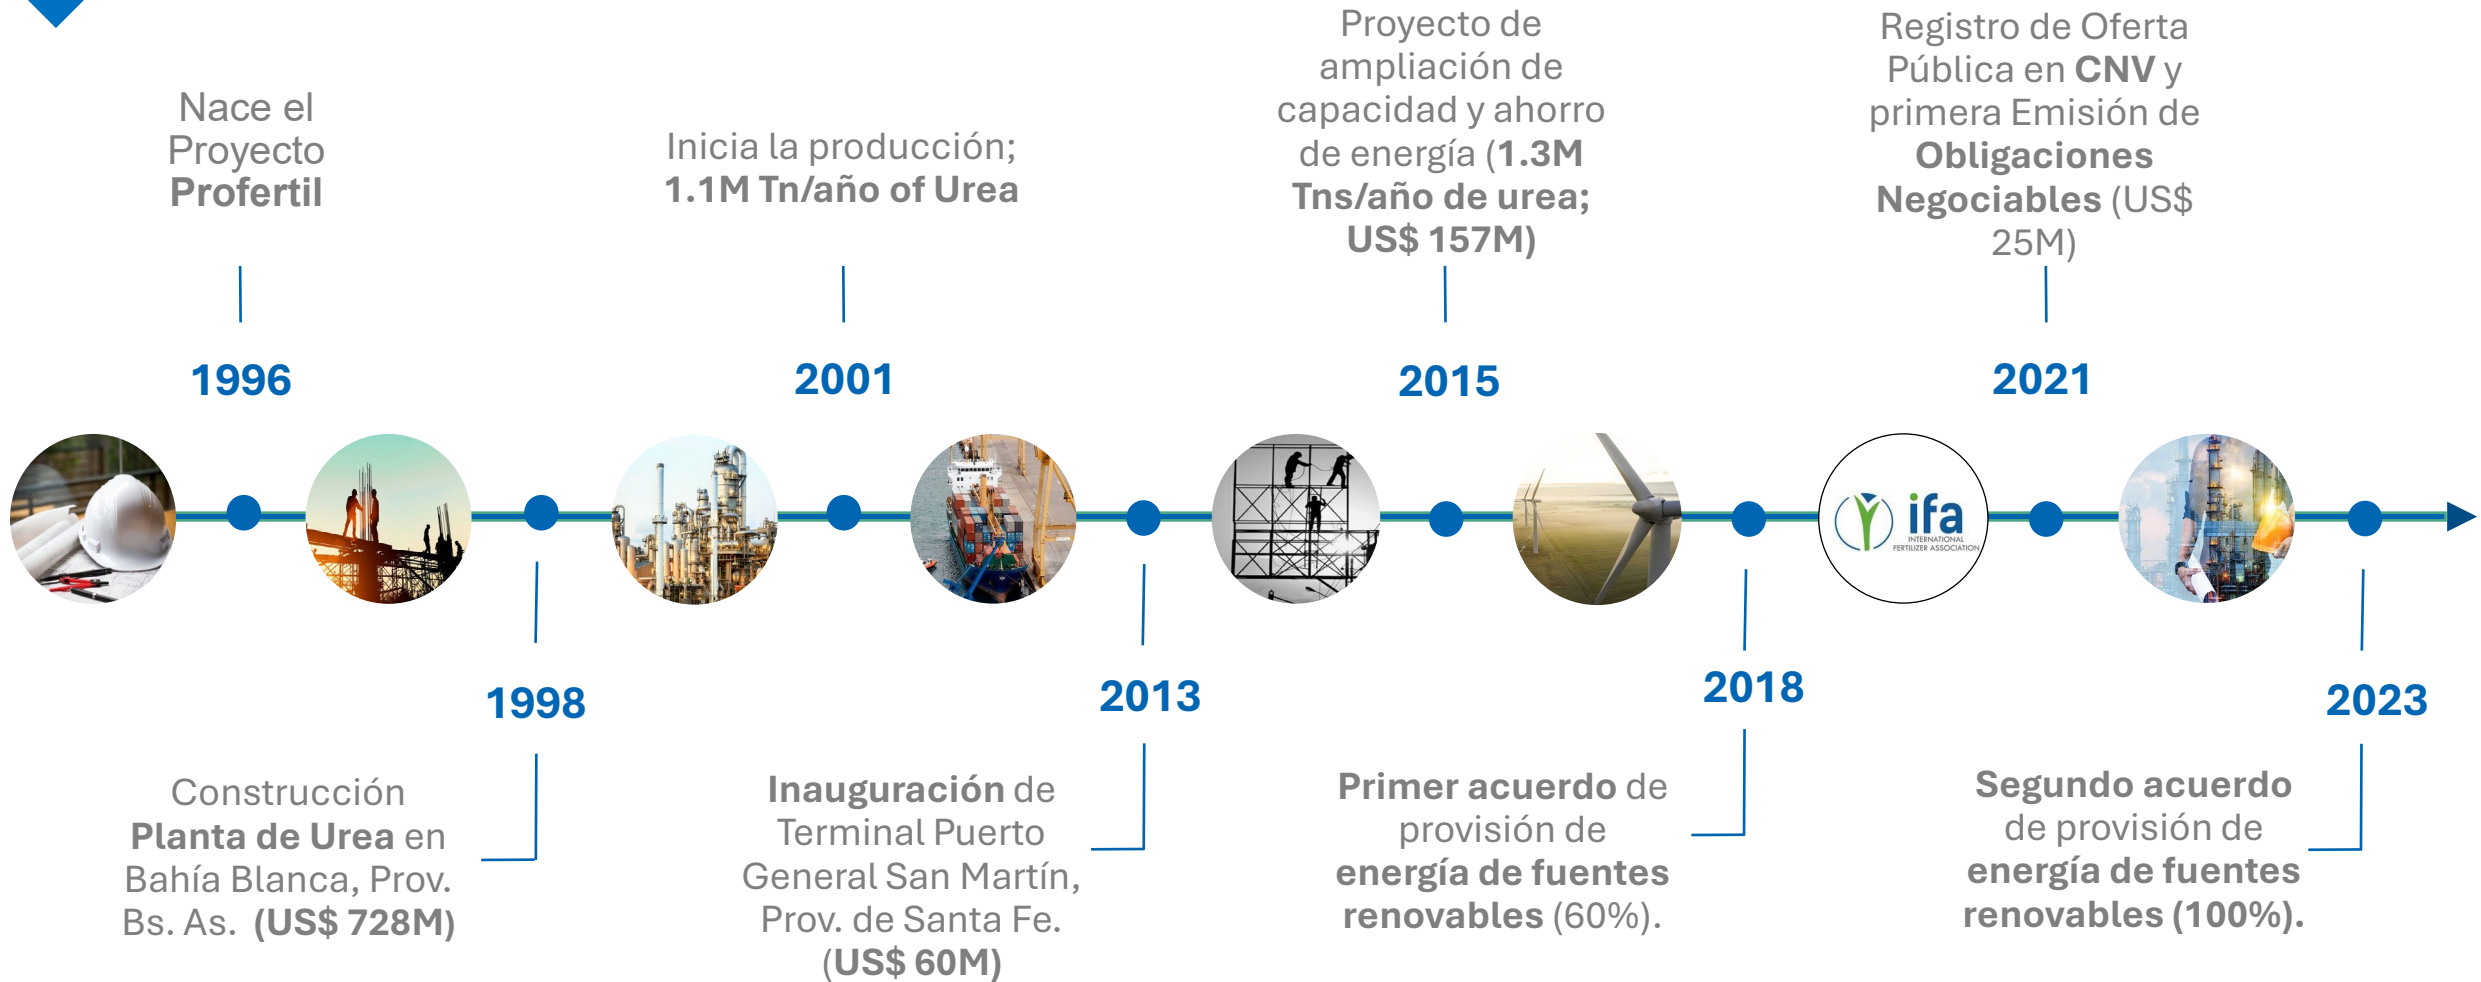 Nace el
Proyecto
Profertil
1996
Inicia la producción;
1.1M Tn/año of Urea
2001
Proyecto de
ampliación de
capacidad y ahorro
de energía (1.3M
Tns/año de urea;
US$ 157M)
2015
Registro de Oferta
Pública en CNV y
primera Emisión de
Obligaciones
Negociables (US$
25M)
2021
ifa
INTERNATIONAL
FERTILIZER ASSOCIATION
1998
Construcción
Planta de Urea en
Bahía Blanca, Prov.
Bs. As. (US$ 728M)
2013
Inauguración de
Terminal Puerto
General San Martín,
Prov. de Santa Fe.
(US$ 60M)
2018
Primer acuerdo de
provisión de
energía de fuentes
renovables (60%).
2023
Segundo acuerdo
de provisión de
energía de fuentes
renovables (100%).